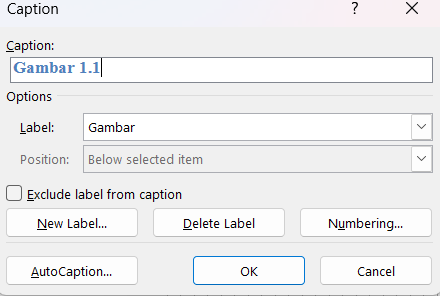 Caption
?
Caption:
Gambar 1.1
Options
Label:
Gambar
Position:
Below selected item
Exclude label from caption
New Label...
Delete Label
Numbering...
AutoCaption...
OK
Cancel